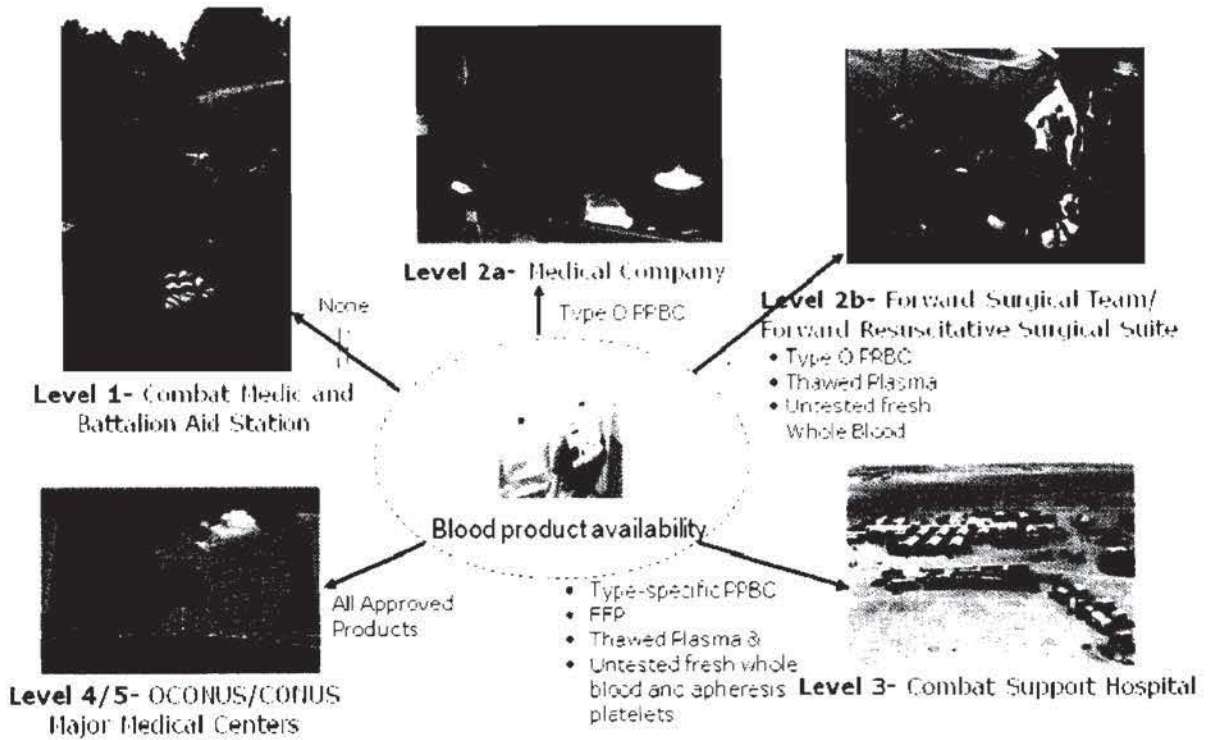 Level 2a- Medical Company
Type O PRBC
None
Level 2b- Forward Surgical Team/
Forward Resuscitative Surgical Suite
• Type O PRBC
• Thawed Plasma
• Untested fresh
Whole Blood
Level 1- Combat Medic and
Battalion Aid Station
Blood product availability
All Approved
Products
• Type-specific PRBC
• FFP
• Thawed Plasma &
• Untested fresh whole
blood and apheresis
platelets
Level 3- Combat Support Hospital
Level 4/5- OCONUS/CONUS
Major Medical Centers